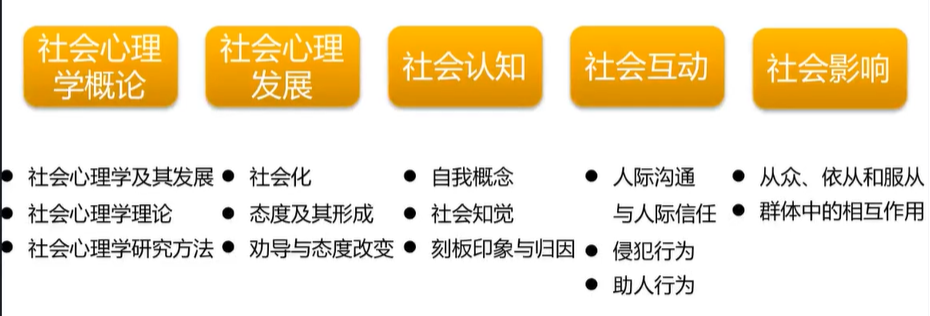 社会心理
学概论
社会心理
发展
社会认知
社会互动
社会影响
社会心理学及其发展
社会心理学理论
社会心理学研究方法
社会化
态度及其形成
劝导与态度改变
自我概念
社会知觉
刻板印象与归因
人际沟通
与人际信任
侵犯行为
助人行为
从众、依从和服从
群体中的相互作用